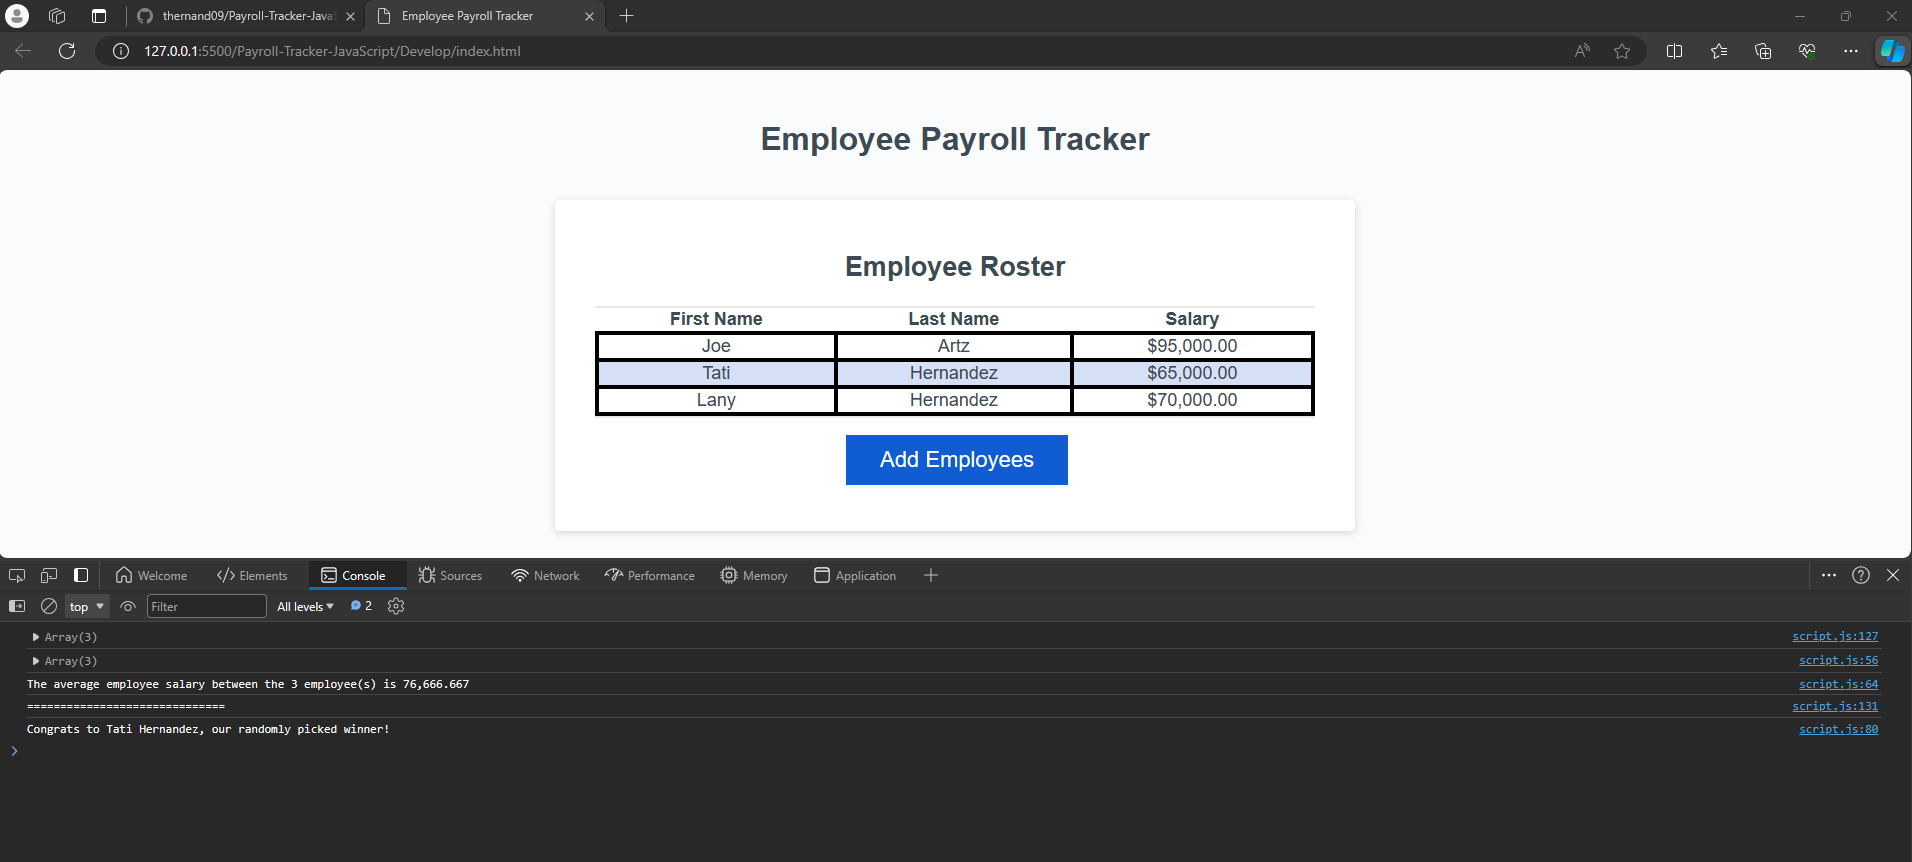 thernand09/Payroll-Tracker-JavaS
Employee Payroll Tracker
127.0.0.1:5500/Payroll-Tracker-JavaScript/Develop/index.html
Employee Payroll Tracker
Employee Roster
First Name Last Name Salary
Joe Artz $95,000.00
Tati Hernandez $65,000.00
Lany Hernandez $70,000.00
Add Employees
Welcome Elements Console Sources Network Performance Memory Application
top Filter All levels 2
Array(3) script.js:127
Array(3) script.js:56
The average employee salary between the 3 employee(s) is 76,666.667 script.js:64
============================== script.js:131
Congrats to Tati Hernandez, our randomly picked winner! script.js:80